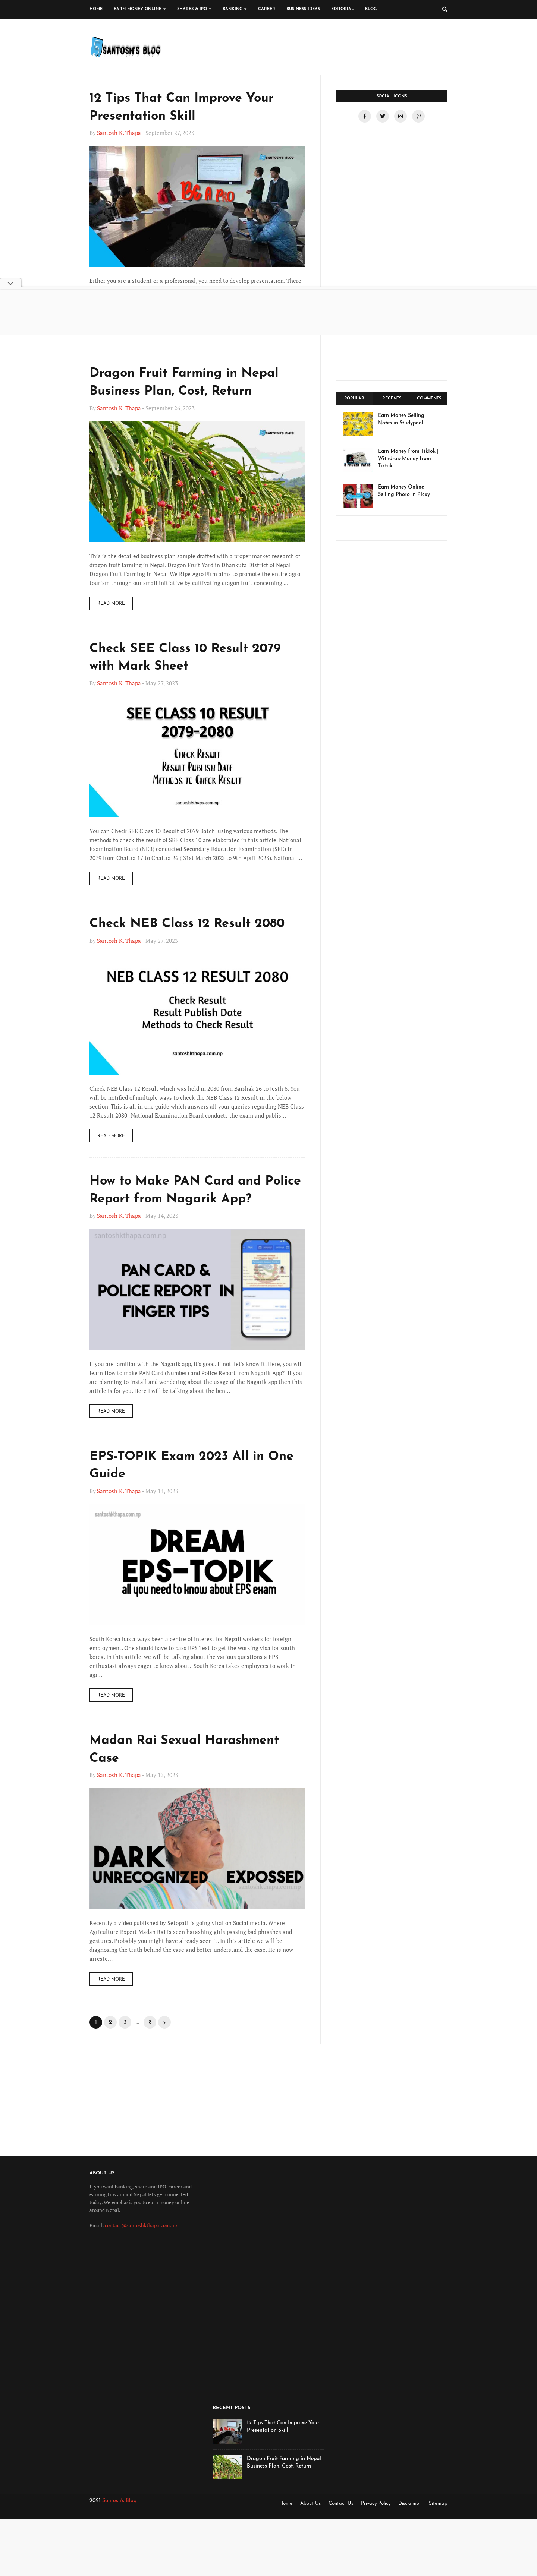 HOME EARN MONEY ONLINE SHARES & IPO BANKING CAREER BUSINESS IDEAS EDITORIAL BLOG
SANTOSH'S BLOG
12 Tips That Can Improve Your
Presentation Skill
By Santosh K. Thapa - September 27, 2023
SANTOSH'S BLOG
Either you are a student or a professional, you need to develop presentation. There
Dragon Fruit Farming in Nepal
Business Plan, Cost, Return
By Santosh K. Thapa - September 26, 2023
SANTOSH'S BLOG
This is the detailed business plan sample drafted with a proper market research of
dragon fruit farming in Nepal. Dragon Fruit Yard in Dhankuta District of Nepal
Dragon Fruit Farming in Nepal We Ripe Agro Firm aims to promote the entire agro
tourism through our small initiative by cultivating dragon fruit concerning ...
READ MORE
Check SEE Class 10 Result 2079
with Mark Sheet
By Santosh K. Thapa - May 27, 2023
SEE CLASS 10 RESULT
2079-2080
CHECK RESULT
RESULT PUBLISH DATE
METHODS TO CHECK RESULT
santoshkthapa.com.np
You can Check SEE Class 10 Result of 2079 Batch using various methods. The
methods to check the result of SEE Class 10 are elaborated in this article. National
Examination Board (NEB) conducted Secondary Education Examination (SEE) in
2079 from Chaitra 17 to Chaitra 26 ( 31st March 2023 to 9th April 2023). National ...
READ MORE
Check NEB Class 12 Result 2080
By Santosh K. Thapa - May 27, 2023
NEB CLASS 12 RESULT 2080
Check Result
Result Publish Date
Methods to Check Result
santoshkthapa.com.np
Check NEB Class 12 Result which was held in 2080 from Baishak 26 to Jesth 6. You
will be notified of multiple ways to check the NEB Class 12 Result in the below
section. This is all in one guide which answers all your queries regarding NEB Class
12 Result 2080 . National Examination Board conducts the exam and publis...
READ MORE
How to Make PAN Card and Police
Report from Nagarik App?
By Santosh K. Thapa - May 14, 2023
santoshkthapa.com.np
PAN CARD &
POLICE REPORT IN
FINGER TIPS
If you are familiar with the Nagarik app, it's good. If not, let's know it. Here, you will
learn How to make PAN Card (Number) and Police Report from Nagarik App? If you
are planning to install and wondering about the usage of the Nagarik app then this
article is for you. Here I will be talking about the ben...
READ MORE
EPS-TOPIK Exam 2023 All in One
Guide
By Santosh K. Thapa - May 14, 2023
santoshkthapa.com.np
DREAM
EPS-TOPIK
all you need to know about EPS exam
South Korea has always been a centre of interest for Nepali workers for foreign
employment. One should have to pass EPS Test to get the working visa for south
korea. In this article, we will be talking about the various questions a EPS
enthusiast always eager to know about. South Korea takes employees to work in
agr...
READ MORE
Madan Rai Sexual Harashment
Case
By Santosh K. Thapa - May 13, 2023
DARK
UNRECOGNIZED EXPOSSED
Recently a video published by Setopati is going viral on Social media. Where
Agriculture Expert Madan Rai is seen harashing girls passing bad phrashes and
gestures. Probably you might have already seen it. In this article we will be
diagnosing the truth behind the case and better understand the case. He is now
arreste...
READ MORE
1 2 3 ... 8
SOCIAL ICONS
POPULAR RECENTS COMMENTS
Earn Money Selling
Notes in Studypool
Earn Money from Tiktok |
Withdraw Money from
Tiktok
Earn Money Online
Selling Photo in Picxy
ABOUT US
If you want banking, share and IPO, career and
earning tips around Nepal lets get converted
today. We emphasis you to earn money online
around Nepal.
Email: contact@santoshkthapa.com.np
RECENT POSTS
12 Tips That Can Improve Your
Presentation Skill
Dragon Fruit Farming in Nepal
Business Plan, Cost, Return
2021 Santosh's Blog
Home About Us Contact Us Privacy Policy Disclaimer Sitemap